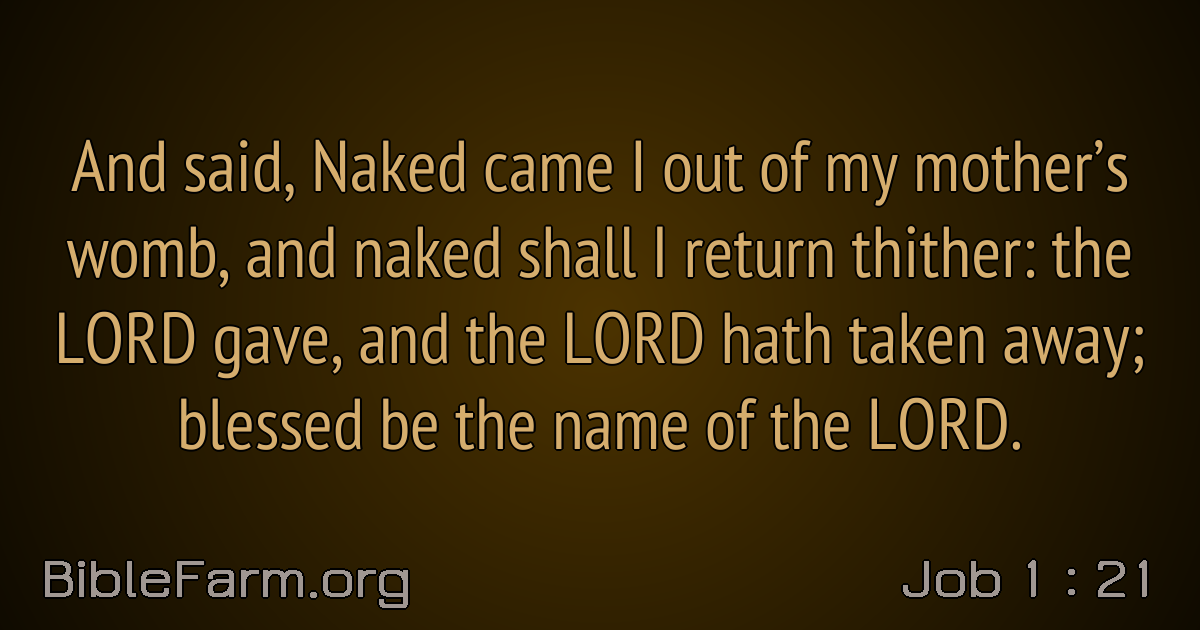 And said, Naked came I out of my mother’s
womb, and naked shall I return thither: the
LORD gave, and the LORD hath taken away;
blessed be the name of the LORD.
BibleFarm.org
Job 1 : 21